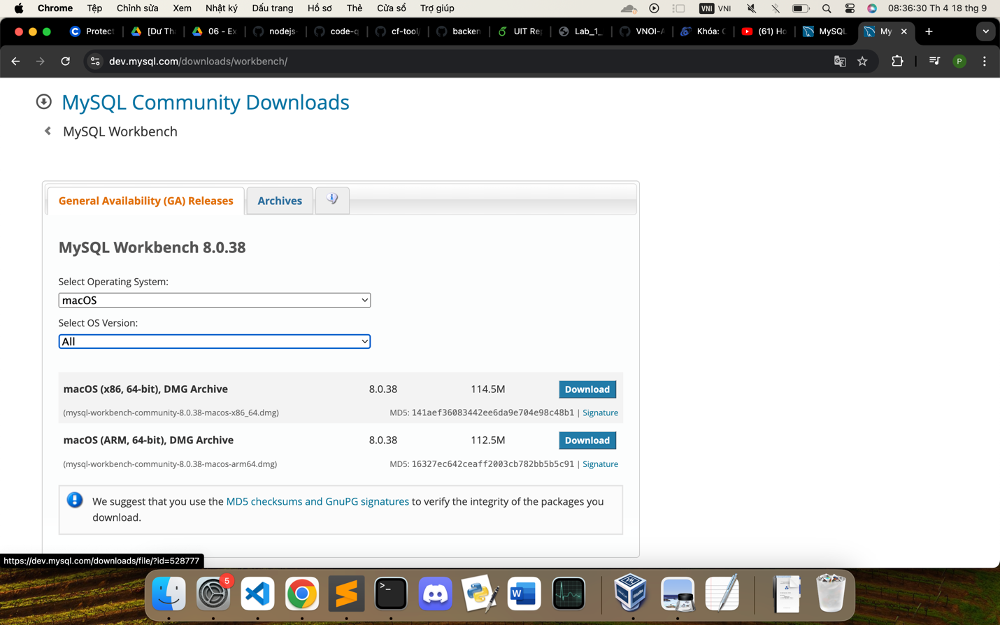 Chrome Tệp Chỉnh sửa Xem Nhật ký Dấu trang Hồ sơ Thẻ Cửa sổ Trợ giúp VNI VNI 08:36:30 Th 4 18 thg 9
Protect [Dư Th 06 - Ex nodejs- code-q cf-tool/ backen UIT Re Lab_1_ VNOI-A Khóa: (61) Ho MySQL My
dev.mysql.com/downloads/workbench/ P
MySQL Community Downloads
MySQL Workbench
General Availability (GA) Releases Archives
MySQL Workbench 8.0.38
Select Operating System:
macOS
Select OS Version:
All
macOS (x86, 64-bit), DMG Archive 8.0.38 114.5M Download
(mysql-workbench-community-8.0.38-macos-x86_64.dmg) MD5: 141aef36083442ee6da9e704e98c48b1 | Signature
macOS (ARM, 64-bit), DMG Archive 8.0.38 112.5M Download
(mysql-workbench-community-8.0.38-macos-arm64.dmg) MD5: 16327ec642ceaff2003cb782bb5b5c91 | Signature
We suggest that you use the MD5 checksums and GnuPG signatures to verify the integrity of the packages you
download.
https://dev.mysql.com/downloads/file/?id=528777
5